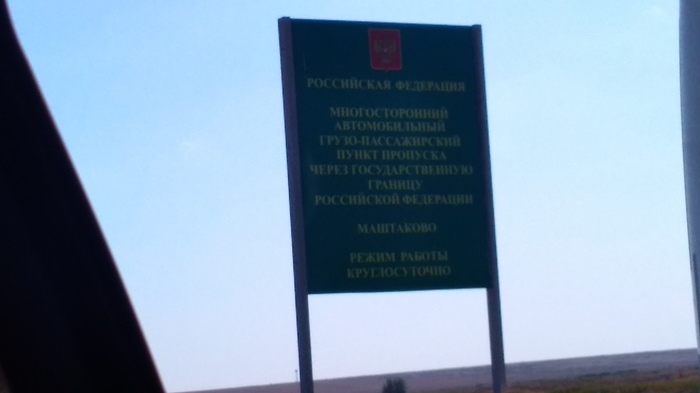 РОССИЙСКАЯ ФЕДЕРАЦИЯ
МНОГОСТОРОННИЙ
АВТОМОБИЛЬНЫЙ
ГРУЗО-ПАССАЖИРСКИЙ
ПУНКТ ПРОПУСКА
ЧЕРЕЗ ГОСУДАРСТВЕННУЮ
ГРАНИЦУ
РОССИЙСКОЙ ФЕДЕРАЦИИ
МАШТАКОВО
РЕЖИМ РАБОТЫ
КРУГЛОСУТОЧНО